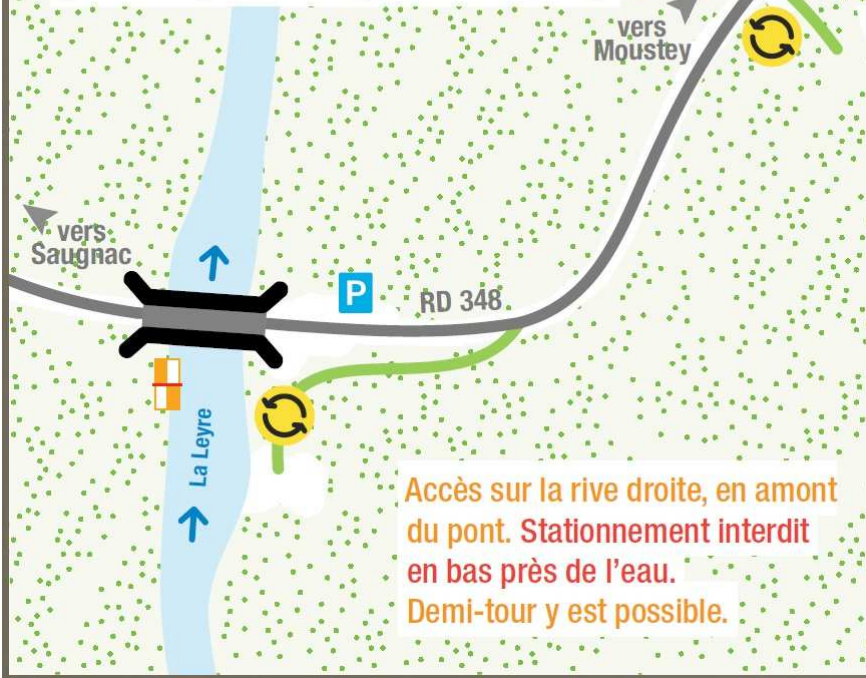 vers
Moustey
vers
Saugnac
P
RD 348
La Leyre
Accès sur la rive droite, en amont
du pont. Stationnement interdit
en bas près de l'eau.
Demi-tour y est possible.